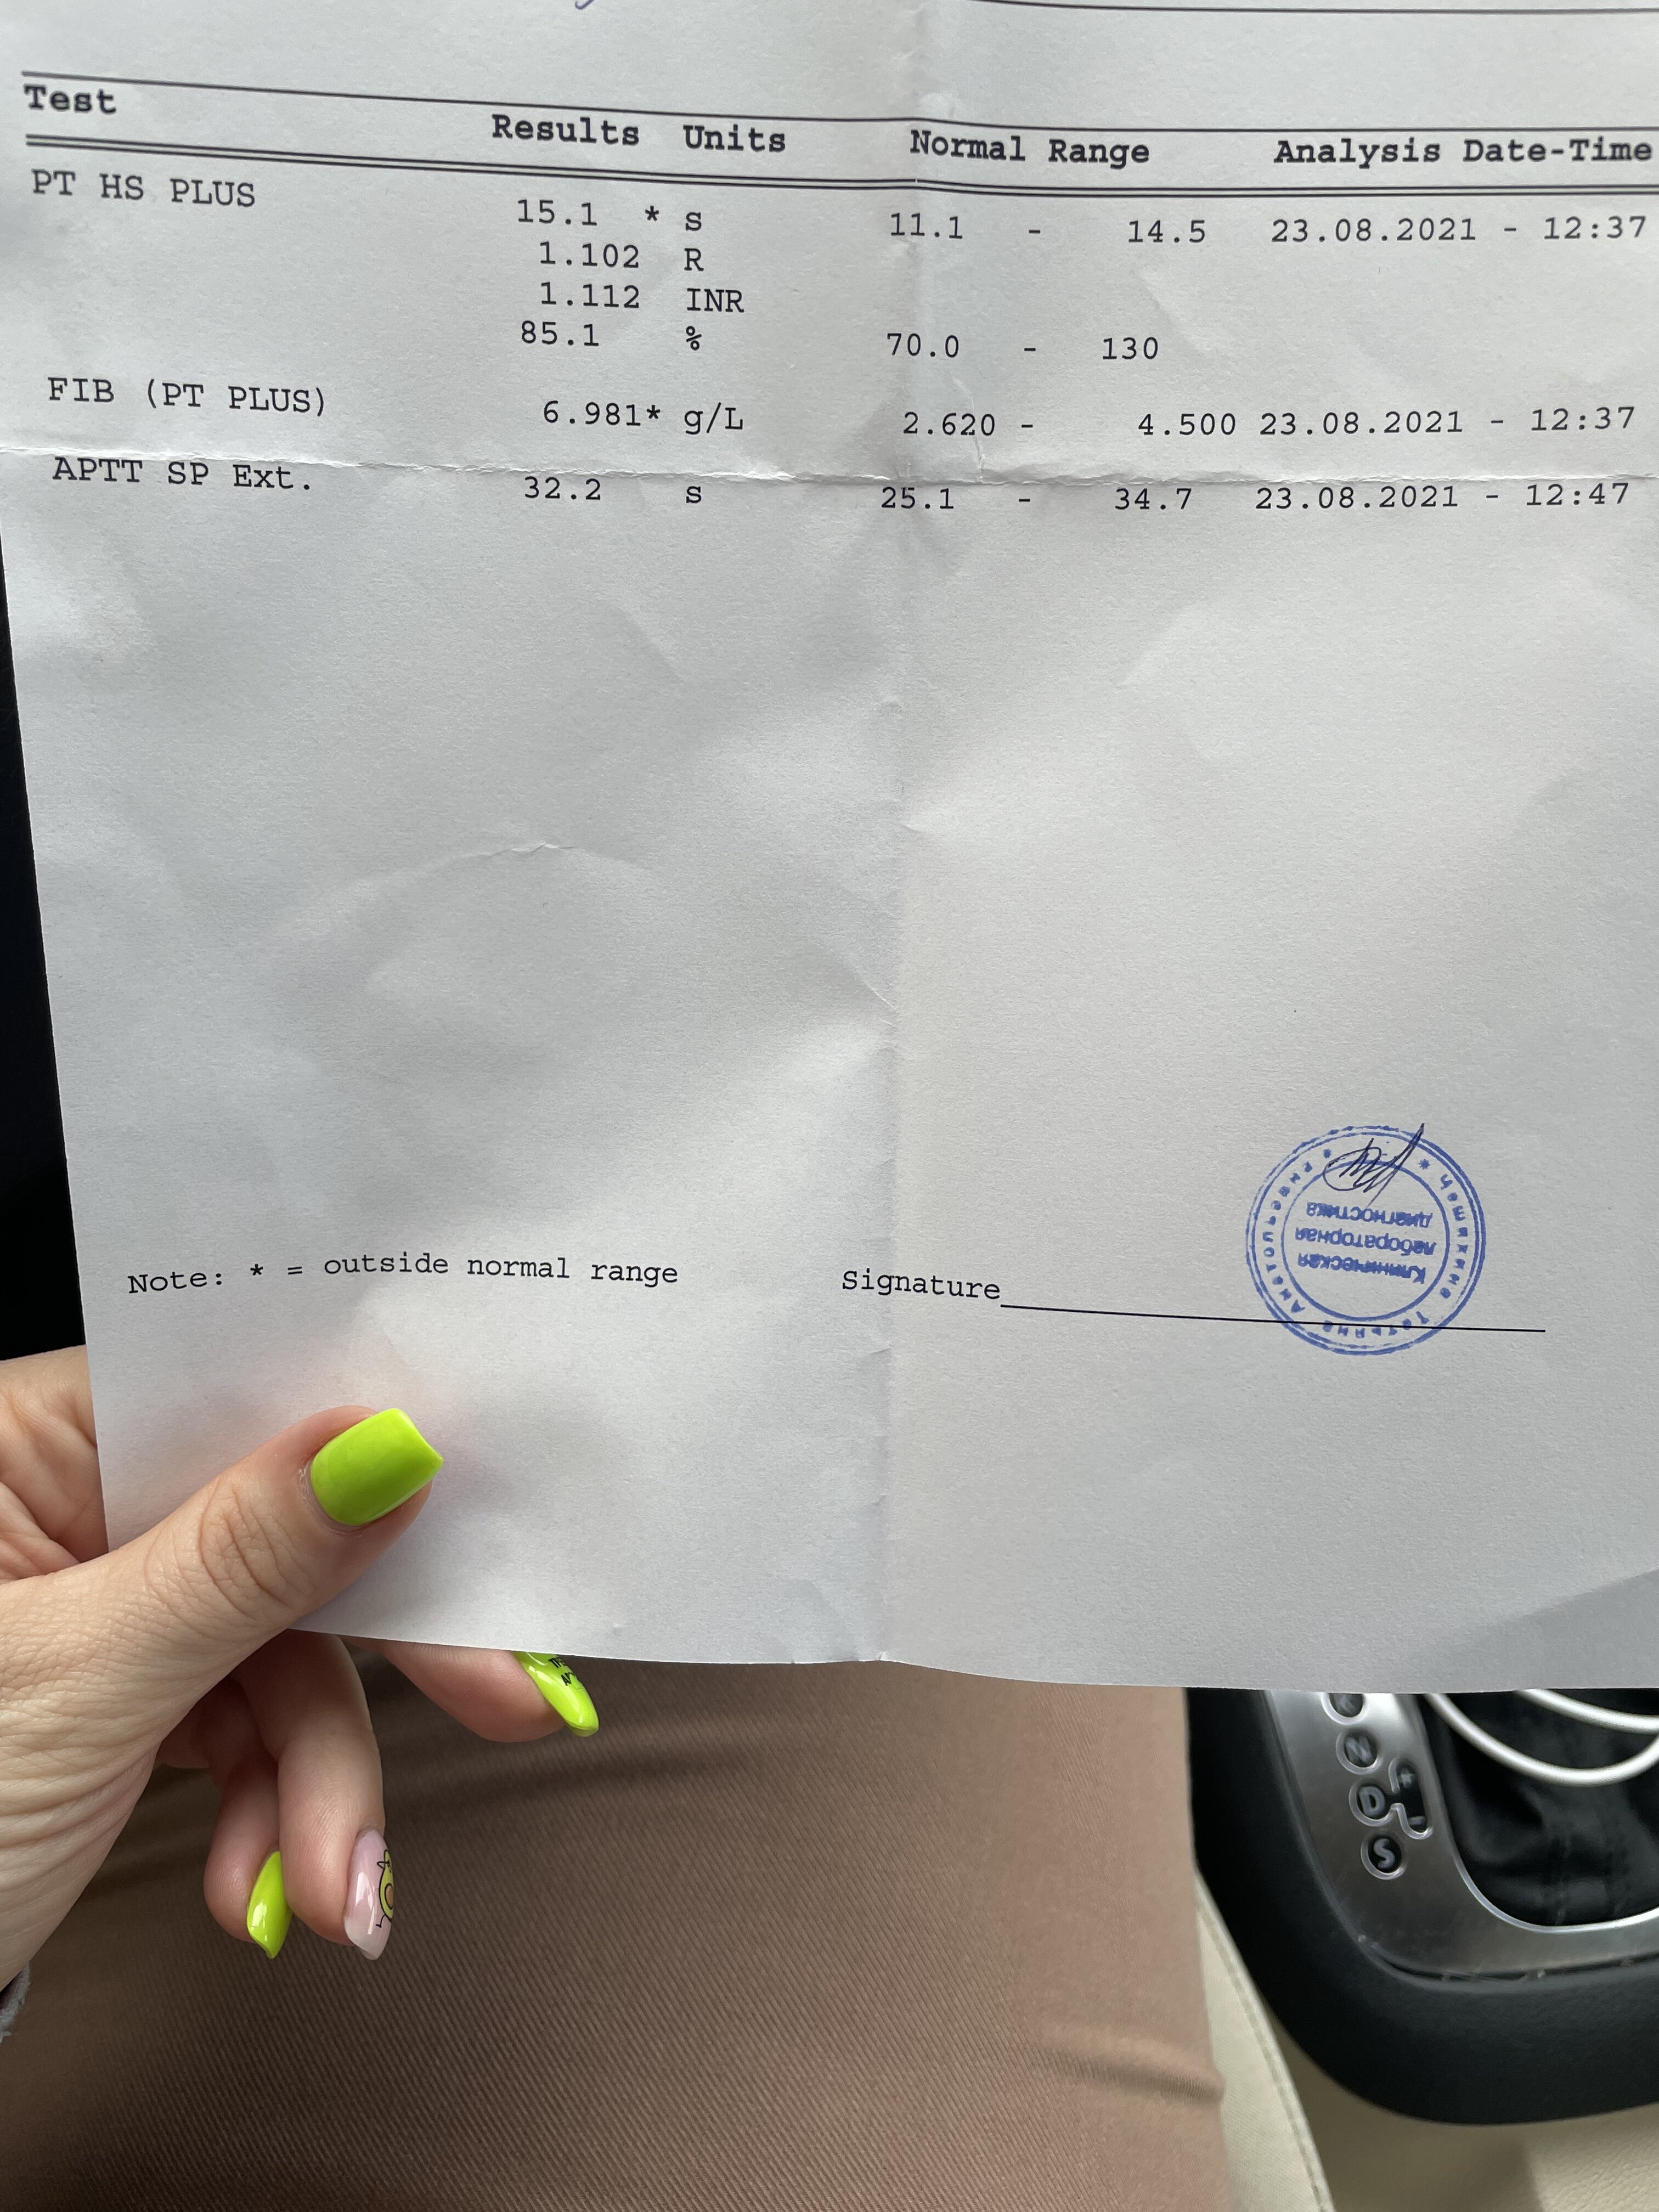 Test Results Units Normal Range Analysis Date-Time
PT HS PLUS 15.1 * s 11.1 - 14.5 23.08.2021 - 12:37
1.102 R
1.112 INR
85.1 % 70.0 - 130
FIB (PT PLUS) 6.981* g/L 2.620 - 4.500 23.08.2021 - 12:37
APTT SP Ext. 32.2 s 25.1 - 34.7 23.08.2021 - 12:47
Note: * = outside normal range Signature
Клиническая
лабораторная
диагностика
N
D
S